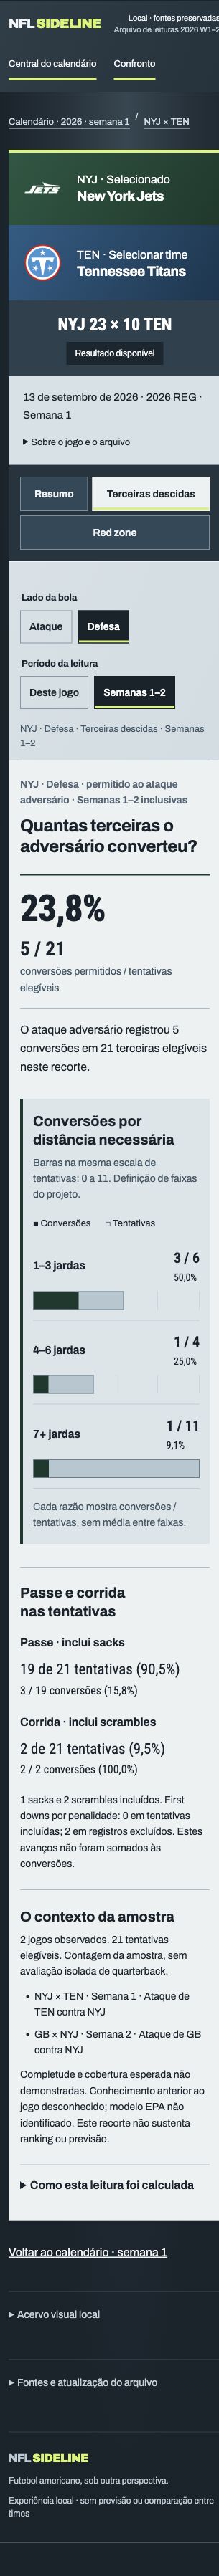 NFL SIDELINE
Local · fontes preservadas
Arquivo de leituras 2026 W1–2
Central do calendário
Confronto
Calendário · 2026 · semana 1 / NYJ × TEN
JETS
NYJ · Selecionado
New York Jets
T
TEN · Selecionar time
Tennessee Titans
NYJ 23 × 10 TEN
Resultado disponível
13 de setembro de 2026 · 2026 REG ·
Semana 1
▶ Sobre o jogo e o arquivo
Resumo
Terceiras descidas
Red zone
Lado da bola
Ataque
Defesa
Período da leitura
Deste jogo
Semanas 1–2
NYJ · Defesa · Terceiras descidas · Semanas
1–2
NYJ · Defesa · permitido ao ataque
adversário · Semanas 1–2 inclusivas
Quantas terceiras o
adversário converteu?
23,8%
5 / 21
conversões permitidos / tentativas
elegíveis
O ataque adversário registrou 5
conversões em 21 terceiras elegíveis
neste recorte.
Conversões por
distância necessária
Barras na mesma escala de
tentativas: 0 a 11. Definição de faixas
do projeto.
■ Conversões □ Tentativas
1–3 jardas
3 / 6
50,0%
4–6 jardas
1 / 4
25,0%
7+ jardas
1 / 11
9,1%
Cada razão mostra conversões /
tentativas, sem média entre faixas.
Passe e corrida
nas tentativas
Passe · inclui sacks
19 de 21 tentativas (90,5%)
3 / 19 conversões (15,8%)
Corrida · inclui scrambles
2 de 21 tentativas (9,5%)
2 / 2 conversões (100,0%)
1 sacks e 2 scrambles incluídos. First
downs por penalidade: 0 em tentativas
incluídas; 2 em registros excluídos. Estes
avanços não foram somados às
conversões.
O contexto da amostra
2 jogos observados. 21 tentativas
elegíveis. Contagem da amostra, sem
avaliação isolada de quarterback.
• NYJ × TEN · Semana 1 · Ataque de
TEN contra NYJ
• GB × NYJ · Semana 2 · Ataque de GB
contra NYJ
Completude e cobertura esperada não
demonstradas. Conhecimento anterior ao
jogo desconhecido; modelo EPA não
identificado. Este recorte não sustenta
ranking ou previsão.
▶ Como esta leitura foi calculada
Voltar ao calendário · semana 1
▶ Acervo visual local
▶ Fontes e atualização do arquivo
NFL SIDELINE
Futebol americano, sob outra perspectiva.
Experiência local · sem previsão ou comparação entre
times